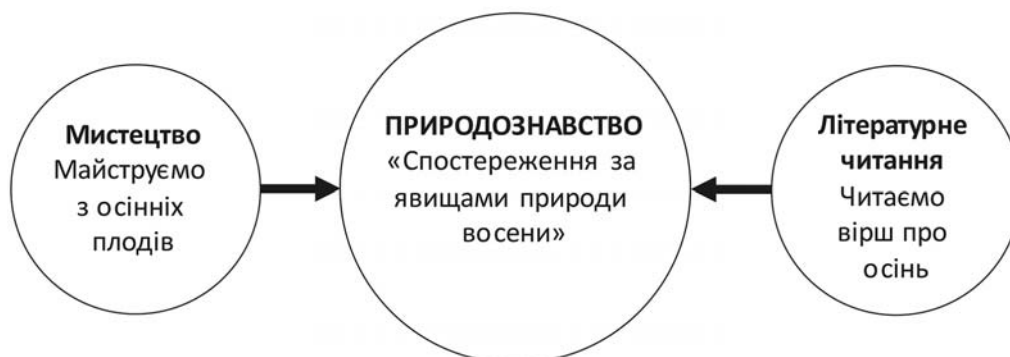 Мистецтво
Майструємо
з осінніх
плодів
ПРИРОДОЗНАВСТВО
«Спостереження за
явищами природи
восени»
Літературне
читання
Читаємо
вірш про
осінь